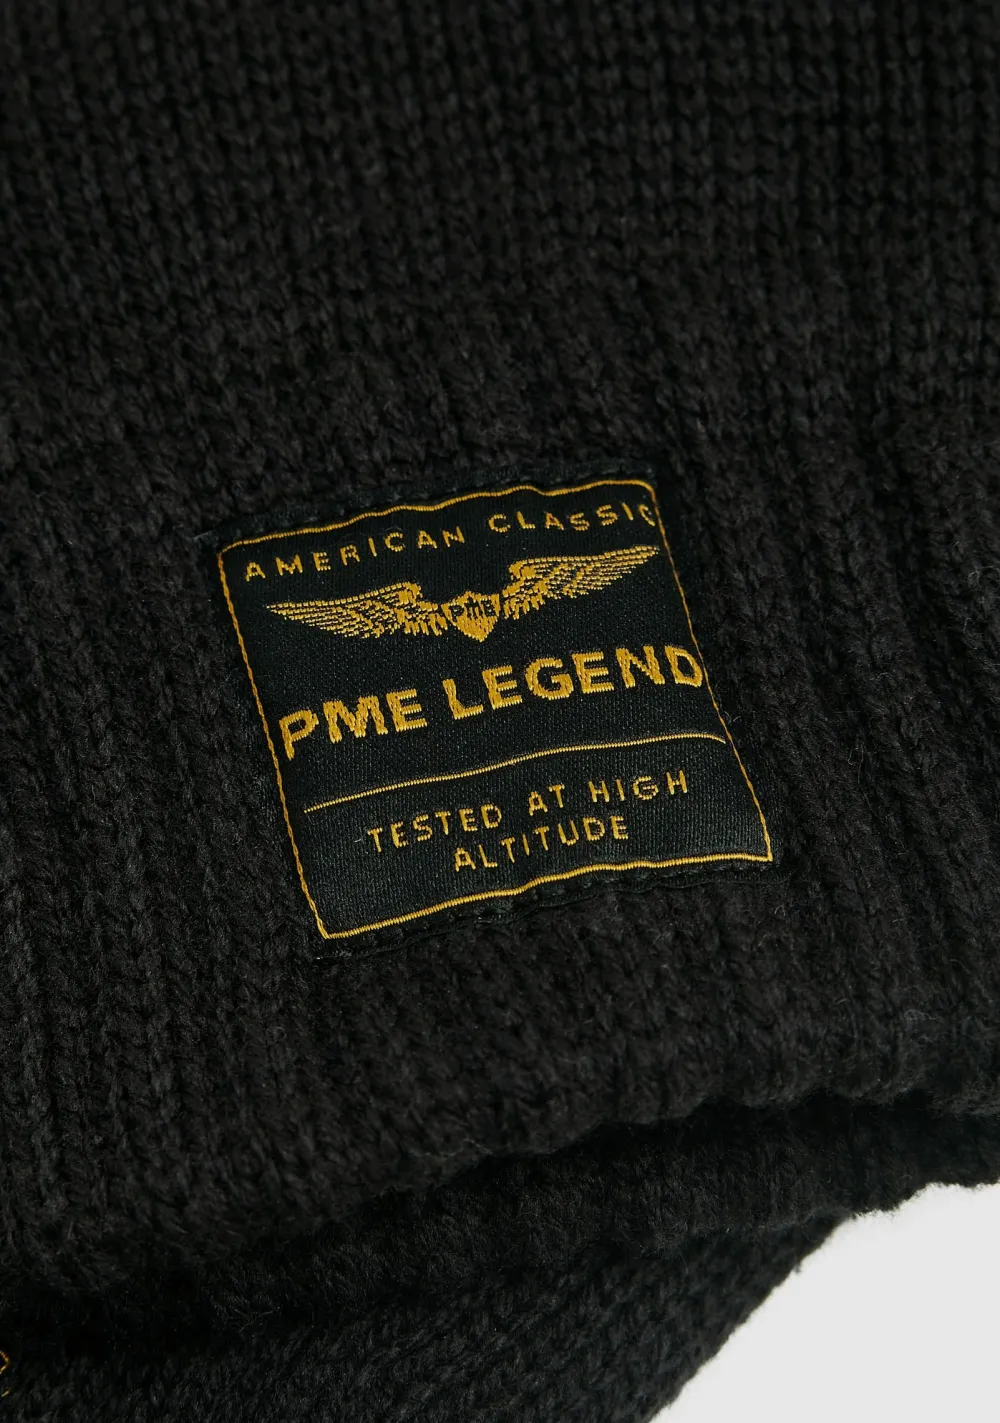 AMERICAN CLASSIC
PME
PME LEGEND
TESTED AT HIGH
ALTITUDE